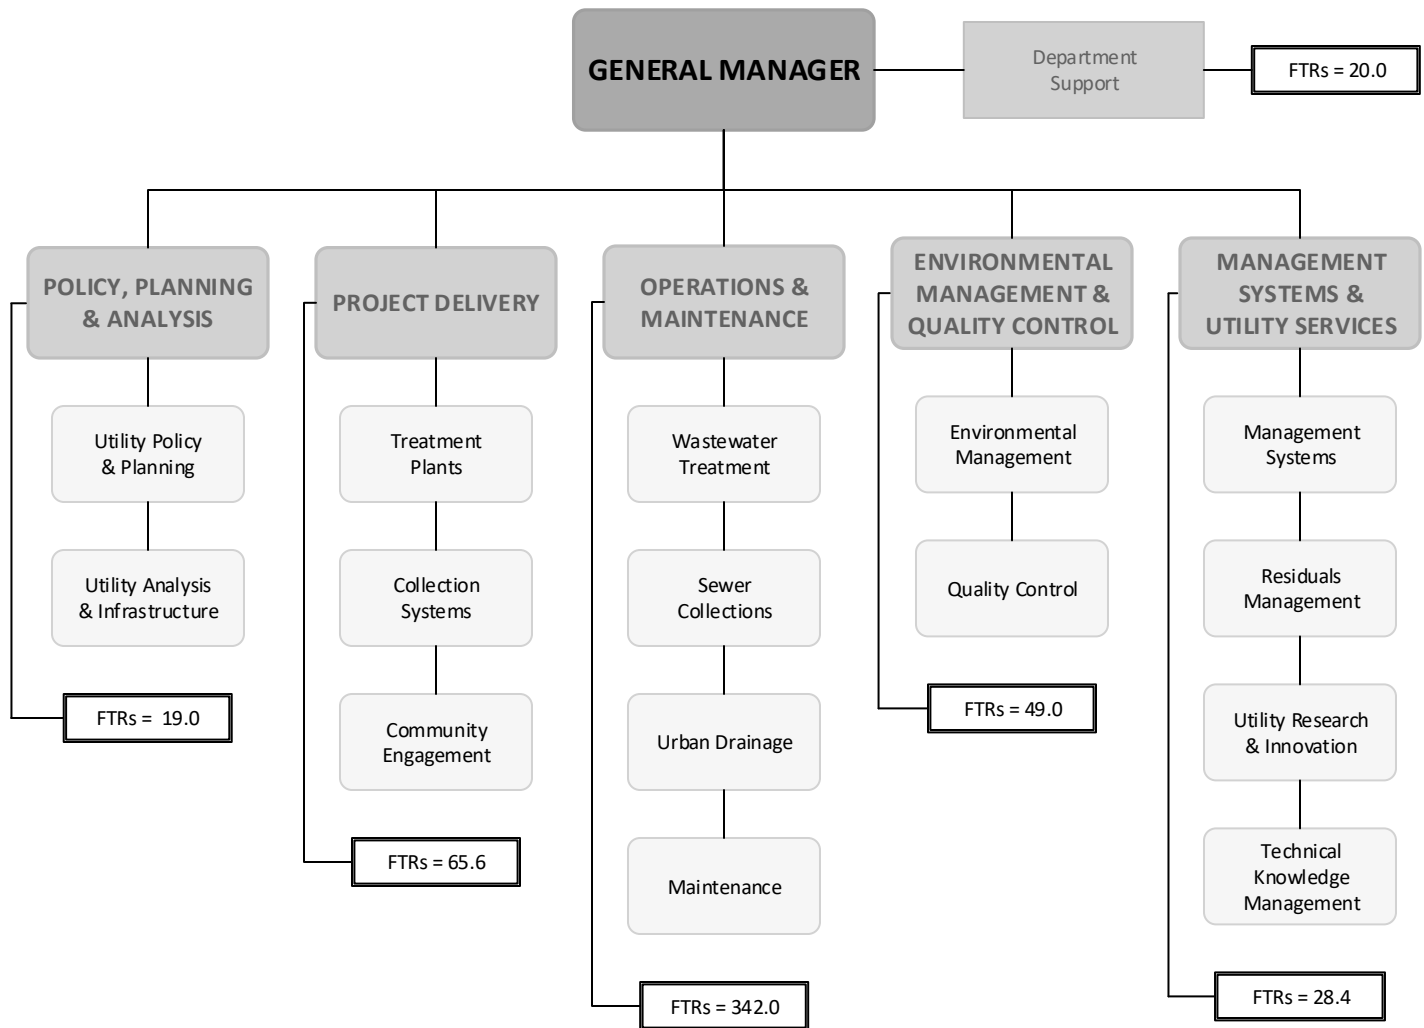 GENERAL MANAGER
Department
Support
FTRs = 20.0
POLICY, PLANNING
& ANALYSIS
Utility Policy
& Planning
Utility Analysis
& Infrastructure
FTRs =  19.0
PROJECT DELIVERY
Treatment
Plants
Collection
Systems
Community
Engagement
FTRs = 65.6
OPERATIONS &
MAINTENANCE
Wastewater
Treatment
Sewer
Collections
Urban Drainage
Maintenance
FTRs = 342.0
ENVIRONMENTAL
MANAGEMENT &
QUALITY CONTROL
Environmental
Management
Quality Control
FTRs = 49.0
MANAGEMENT
SYSTEMS &
UTILITY SERVICES
Management
Systems
Residuals
Management
Utility Research
& Innovation
Technical
Knowledge
Management
FTRs = 28.4